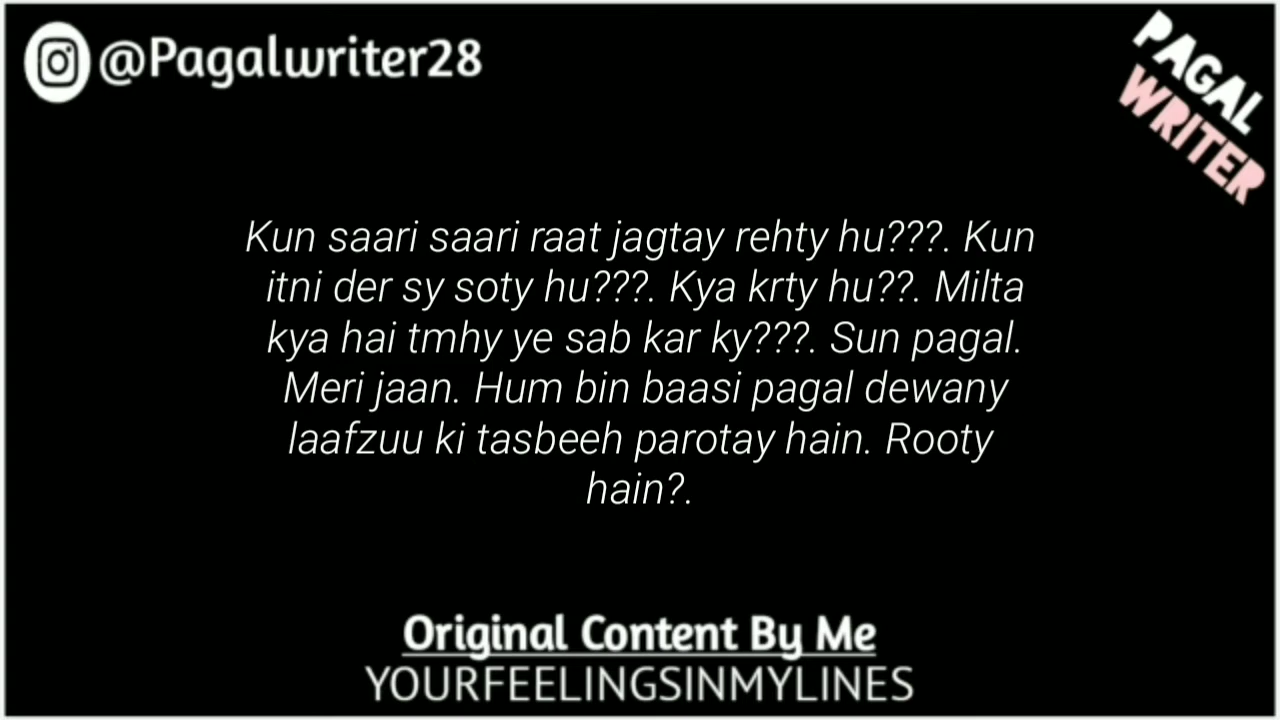 @Pagalwriter28
PAGAL
WRITER
Kun saari saari raat jagtay rehty hu???. Kun
itni der sy soty hu???. Kya krty hu??. Milta
kya hai tmhy ye sab kar ky???. Sun pagal.
Meri jaan. Hum bin baasi pagal dewany
laafzuu ki tasbeeh parotay hain. Rooty
hain?.
Original Content By Me
YOURFEELINGSINMYLINES